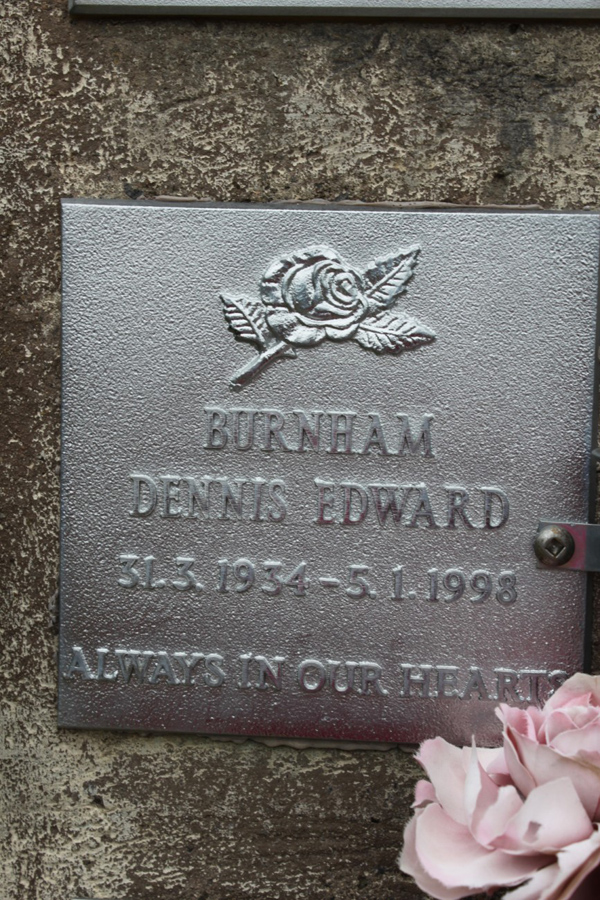 BURNHAM
DENNIS EDWARD
31.3.1934-5.1.1998
ALWAYS IN OUR HEARTS